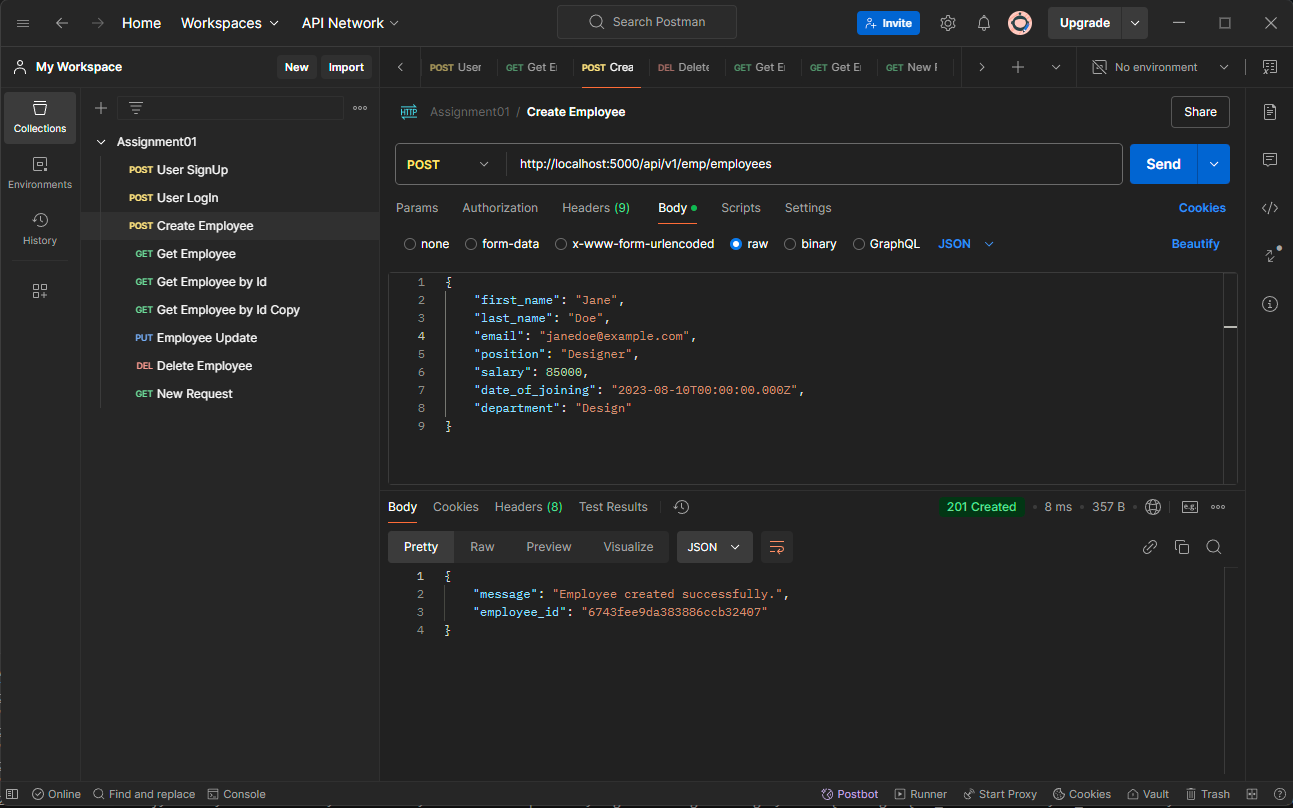 Home Workspaces API Network Search Postman Invite Upgrade
My Workspace New Import POST User GET Get E POST Crea DEL Delete GET Get E GET Get E GET New No environment
Collections
Environments
History
Assignment01
POST User SignUp
POST User LogIn
POST Create Employee
GET Get Employee
GET Get Employee by Id
GET Get Employee by Id Copy
PUT Employee Update
DEL Delete Employee
GET New Request
HTTP Assignment01 / Create Employee Share
POST http://localhost:5000/api/v1/emp/employees Send
Params Authorization Headers (9) Body Scripts Settings Cookies
none form-data x-www-form-urlencoded raw binary GraphQL JSON Beautify
1 {
2 "first_name": "Jane",
3 "last_name": "Doe",
4 "email": "janedoe@example.com",
5 "position": "Designer",
6 "salary": 85000,
7 "date_of_joining": "2023-08-10T00:00:00.000Z",
8 "department": "Design"
9 }
Body Cookies Headers (8) Test Results 201 Created 8 ms 357 B e.g.
Pretty Raw Preview Visualize JSON
1 {
2 "message": "Employee created successfully.",
3 "employee_id": "6743fee9da383886ccb32407"
4 }
Online Find and replace Console Postbot Runner Start Proxy Cookies Vault Trash